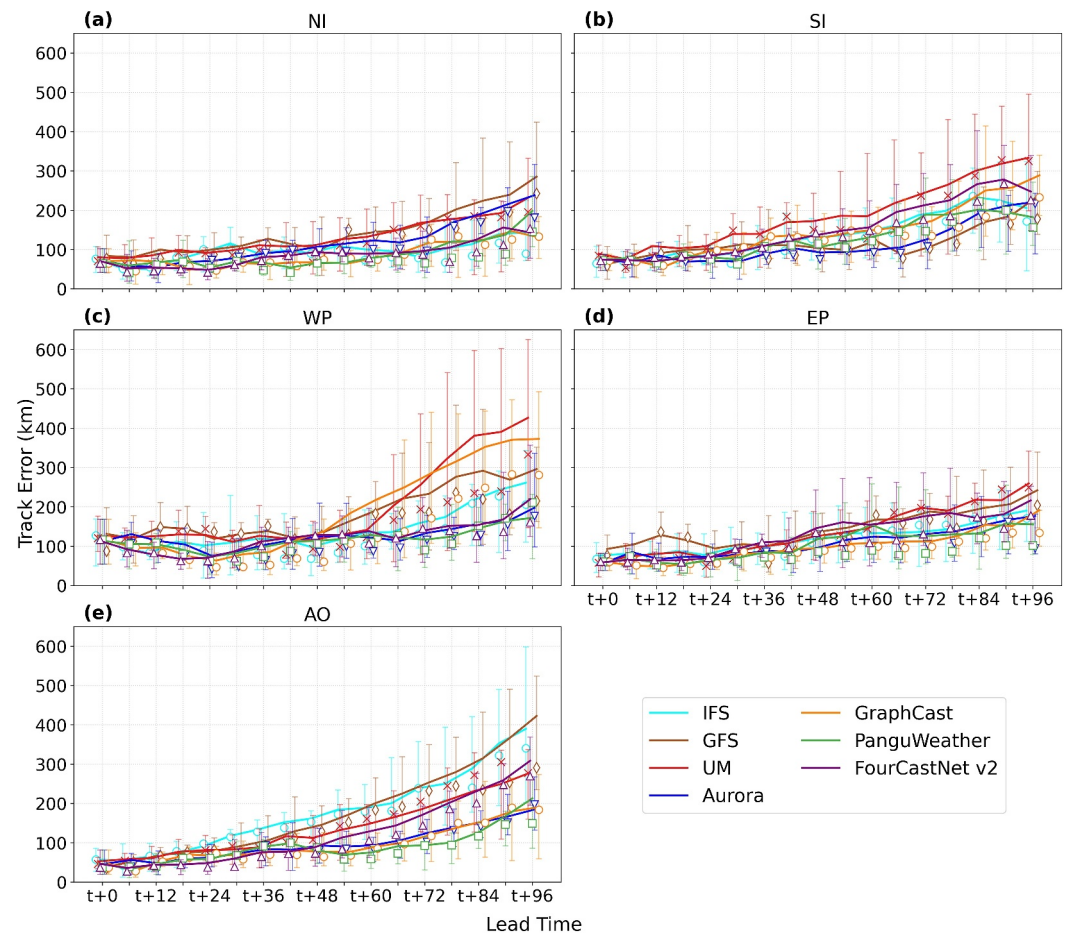 (a) NI
(b) SI
600
500
400
300
200
100
0
(c) WP
(d) EP
600
500
400
300
200
100
0
Track Error (km)
t+0 t+12 t+24 t+36 t+48 t+60 t+72 t+84 t+96
(e) AO
600
500
400
300
200
100
0
t+0 t+12 t+24 t+36 t+48 t+60 t+72 t+84 t+96
Lead Time
IFS
GFS
UM
Aurora
GraphCast
PanguWeather
FourCastNet v2